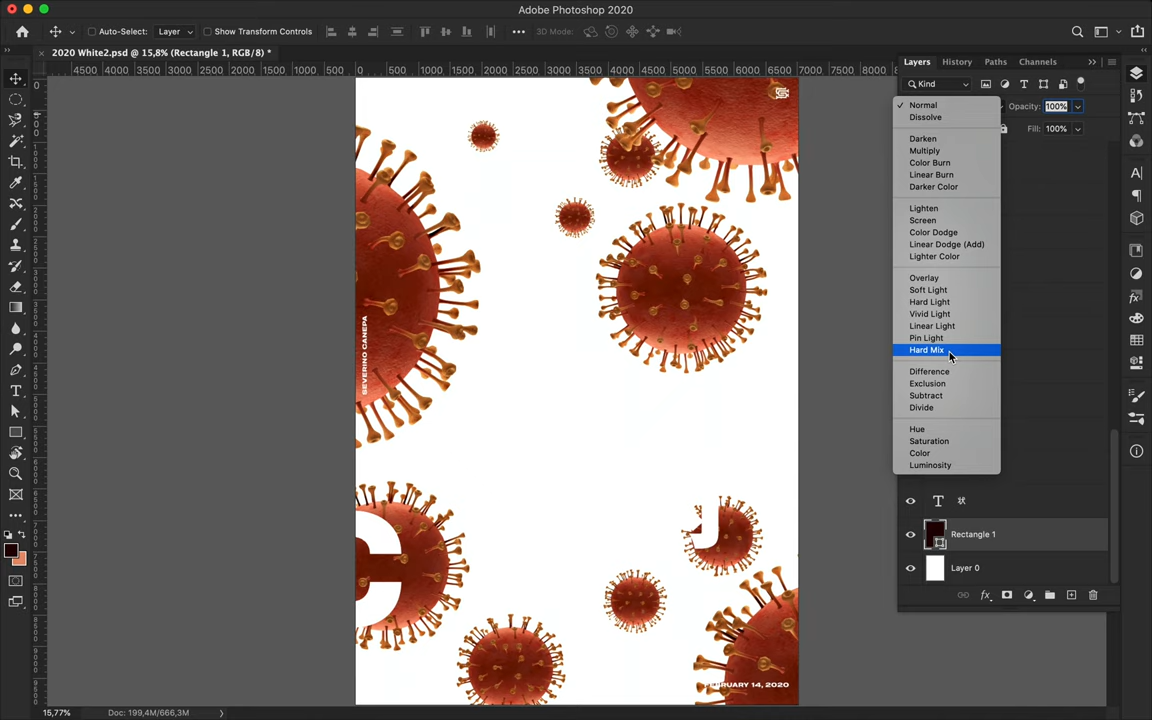 Adobe Photoshop 2020
Auto-Select: Layer Show Transform Controls 3D Mode:
2020 White2.psd @ 15,8% (Rectangle 1, RGB/8) *
4500 4000 3500 3000 2500 2000 1500 1000 500 0 500 1000 1500 2000 2500 3000 3500 4000 4500 5000 5500 6000 6500 7000 7500 8000
Layers History Paths Channels
Kind
Opacity: 100%
Fill: 100%
Normal
Dissolve
Darken
Multiply
Color Burn
Linear Burn
Darker Color
Lighten
Screen
Color Dodge
Linear Dodge (Add)
Lighter Color
Overlay
Soft Light
Hard Light
Vivid Light
Linear Light
Pin Light
Hard Mix
Difference
Exclusion
Subtract
Divide
Hue
Saturation
Color
Luminosity
SEVERINO CANEPA
e
J
FEBRUARY 14, 2020
T 状
Rectangle 1
Layer 0
fx
15,77% Doc: 199,4M/666,3M